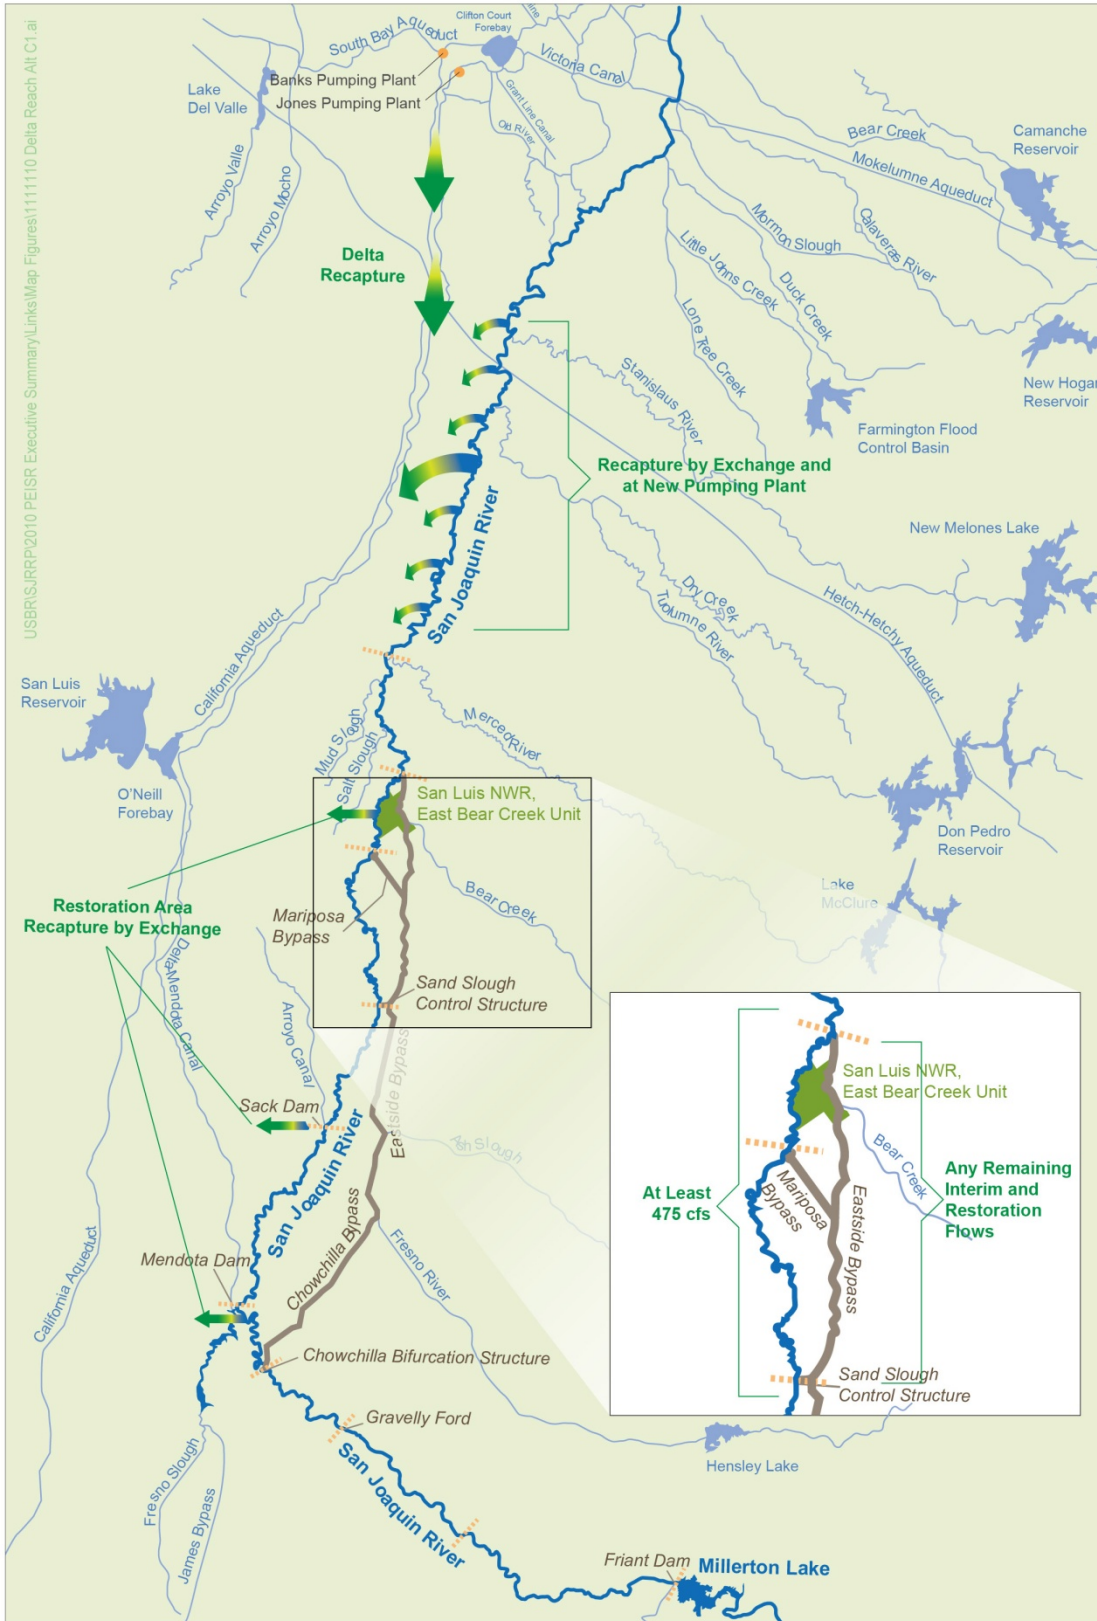 USBR\SJRRP\2010 PEISR Executive Summary\Links\Map Figures\1111110 Delta Reach Alt C1.ai
South Bay Aqueduct
Clifton Court
Forebay
Victoria Canal
Banks Pumping Plant
Jones Pumping Plant
Lake
Del Valle
Grant Line Canal
Old River
Arroyo Valle
Arroyo Mocho
Bear Creek
Camanche
Reservoir
Mokelumne Aqueduct
Mormon Slough
Calaveras River
Little Johns Creek
Duck Creek
Lone Tree Creek
Delta
Recapture
Stanislaus River
New Hogan
Reservoir
Farmington Flood
Control Basin
Recapture by Exchange and
at New Pumping Plant
San Joaquin River
New Melones Lake
Dry Creek
Tuolumne River
Hetch-Hetchy Aqueduct
California Aqueduct
San Luis
Reservoir
O'Neill
Forebay
Mud Slough
Salt Slough
Merced River
San Luis NWR,
East Bear Creek Unit
Don Pedro
Reservoir
Lake
McClure
Bear Creek
Mariposa
Bypass
Restoration Area
Recapture by Exchange
Delta-Mendota Canal
Sand Slough
Control Structure
Arroyo Canal
Eastside Bypass
Sack Dam
Ash Slough
San Joaquin River
Chowchilla Bypass
Fresno River
Mendota Dam
California Aqueduct
Chowchilla Bifurcation Structure
Gravelly Ford
San Joaquin River
Fresno Slough
James Bypass
Hensley Lake
Friant Dam
Millerton Lake
San Luis NWR,
East Bear Creek Unit
Bear Creek
At Least
475 cfs
Mariposa
Bypass
Eastside Bypass
Any Remaining
Interim and
Restoration
Flows
Sand Slough
Control Structure